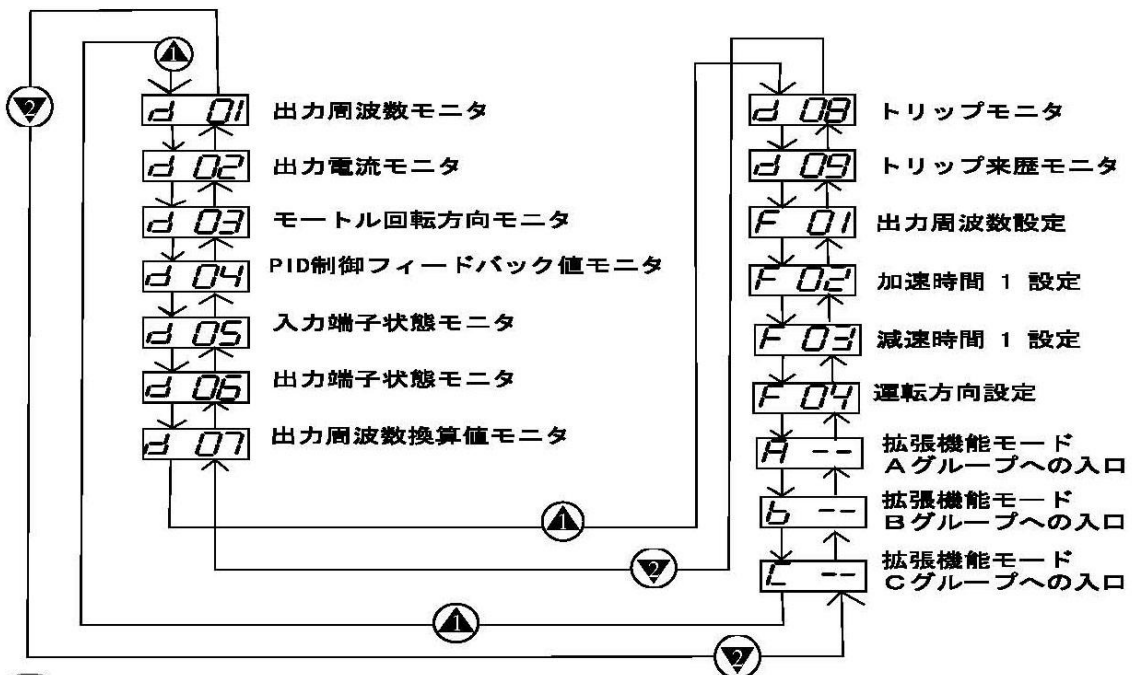 1
2
d 01 出力周波数モニタ
d 02 出力電流モニタ
d 03 モートル回転方向モニタ
d 04 PID制御フィードバック値モニタ
d 05 入力端子状態モニタ
d 06 出力端子状態モニタ
d 07 出力周波数換算値モニタ
d 08 トリップモニタ
d 09 トリップ来歴モニタ
F 01 出力周波数設定
F 02 加速時間 1 設定
F 03 減速時間 1 設定
F 04 運転方向設定
A -- 拡張機能モード
Aグループへの入口
b -- 拡張機能モード
Bグループへの入口
C -- 拡張機能モード
Cグループへの入口
1
2
1
2